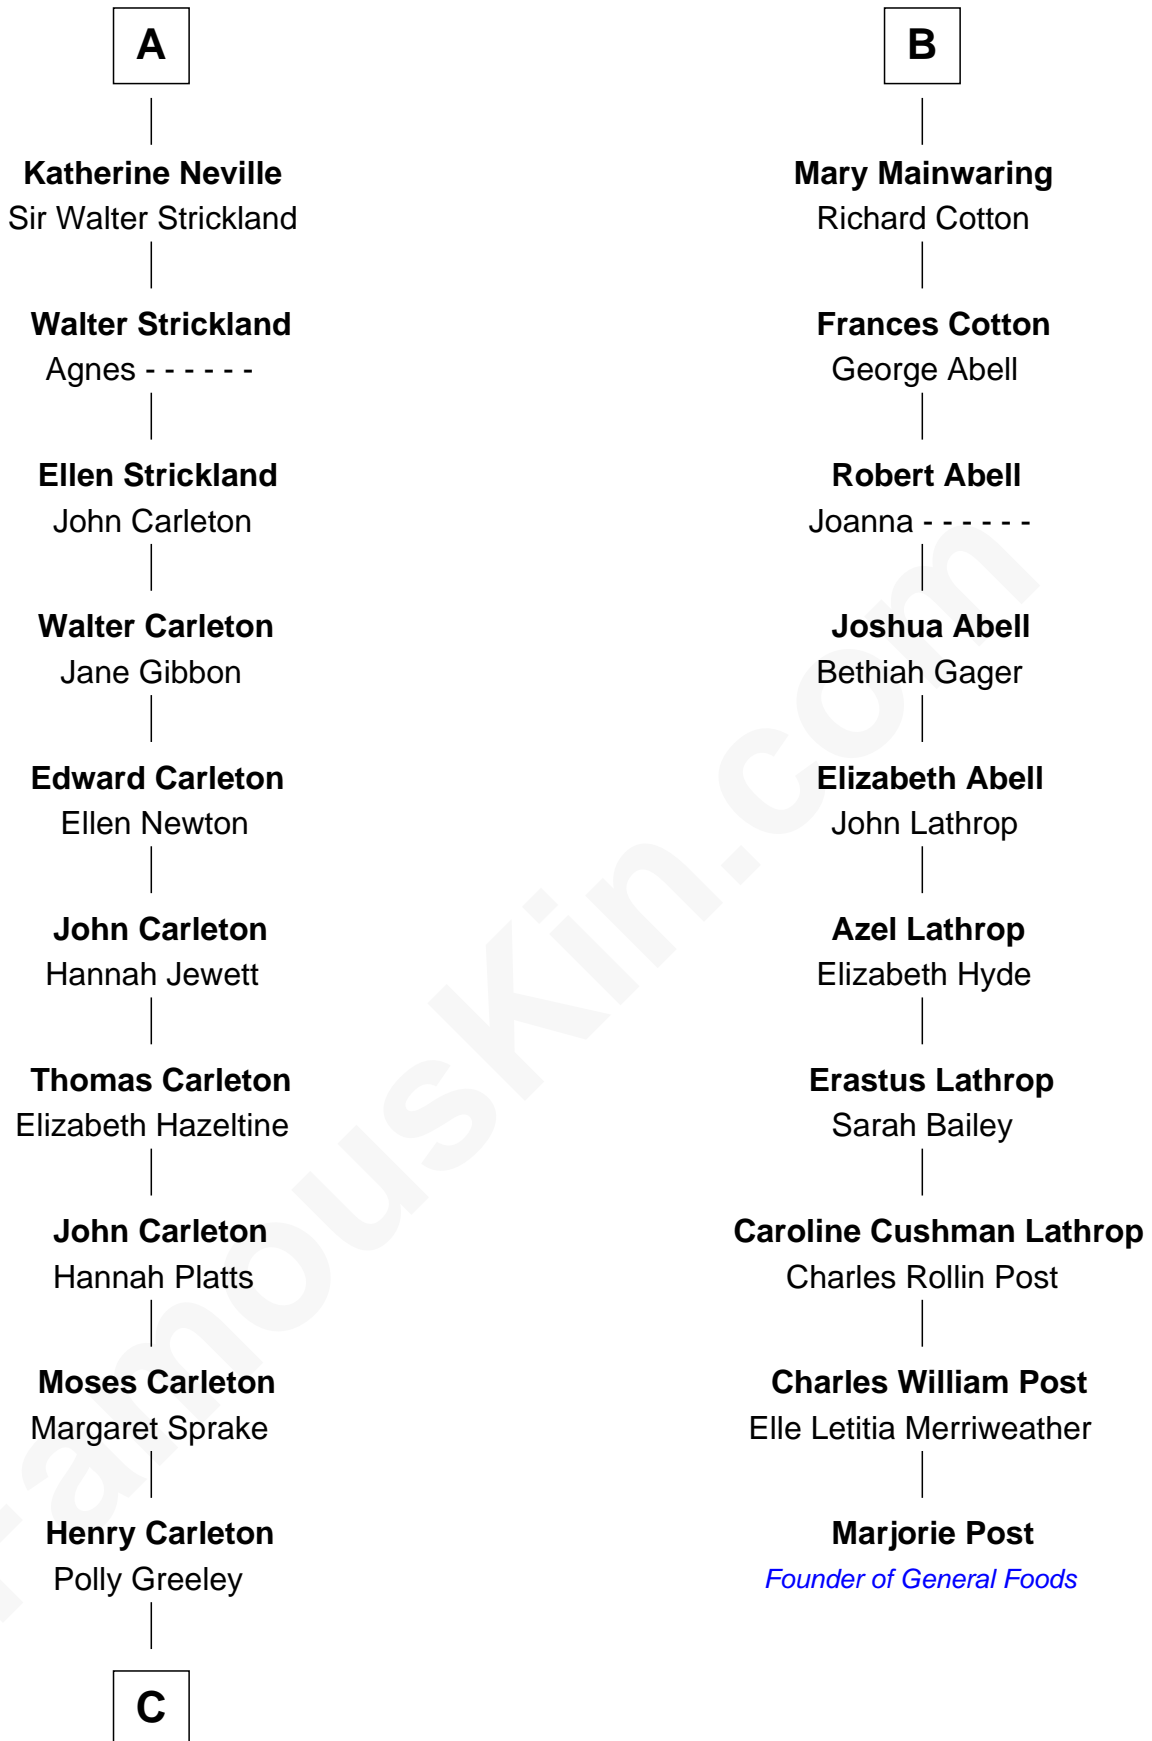 A
Katherine Neville
Sir Walter Strickland
Walter Strickland
Agnes - - - - - -
Ellen Strickland
John Carleton
Walter Carleton
Jane Gibbon
Edward Carleton
Ellen Newton
John Carleton
Hannah Jewett
Thomas Carleton
Elizabeth Hazeltine
John Carleton
Hannah Platts
Moses Carleton
Margaret Sprake
Henry Carleton
Polly Greeley
C
B
Mary Mainwaring
Richard Cotton
Frances Cotton
George Abell
Robert Abell
Joanna - - - - - -
Joshua Abell
Bethiah Gager
Elizabeth Abell
John Lathrop
Azel Lathrop
Elizabeth Hyde
Erastus Lathrop
Sarah Bailey
Caroline Cushman Lathrop
Charles Rollin Post
Charles William Post
Elle Letitia Merriweather
Marjorie Post
Founder of General Foods
FamousKin.com